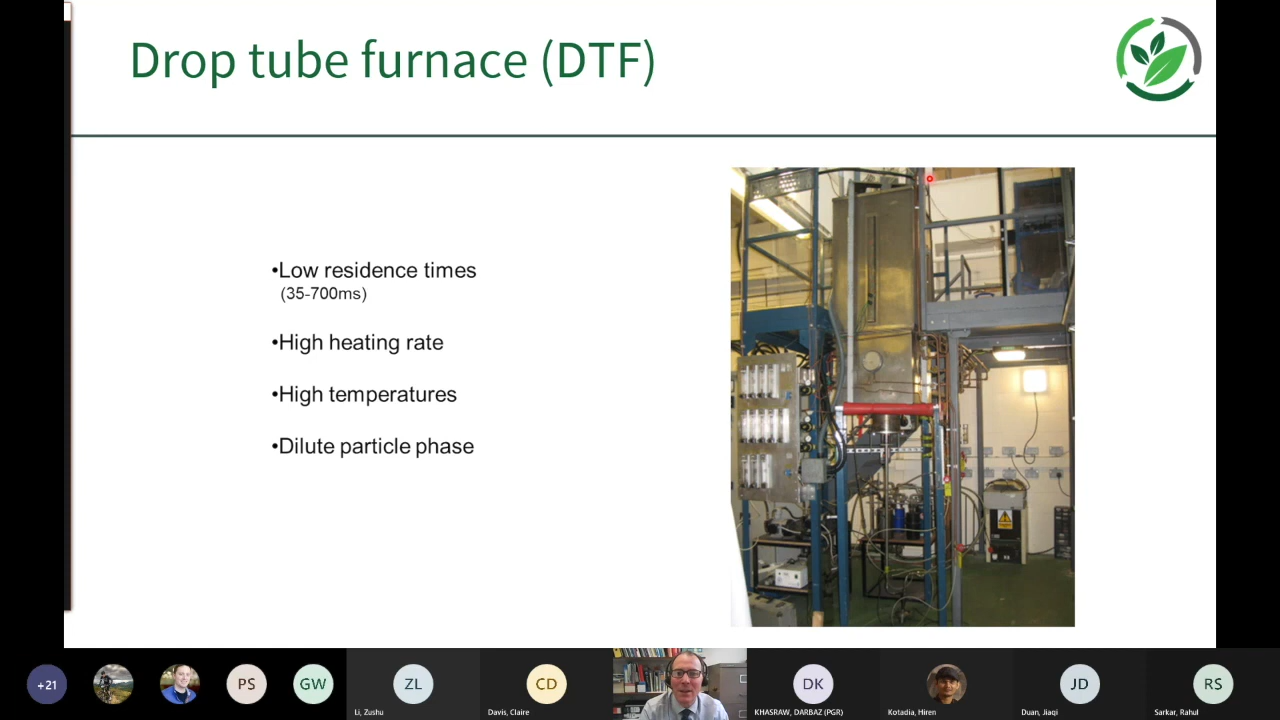 Drop tube furnace (DTF)
•Low residence times
(35-700ms)
•High heating rate
•High temperatures
•Dilute particle phase
+21
PS
GW
ZL
CD
DK
JD
RS
Li, Zushu
Davis, Claire
KHASRAW, DARBAZ (PGR)
Kotadia, Hiren
Duan, Jiaqi
Sarkar, Rahul